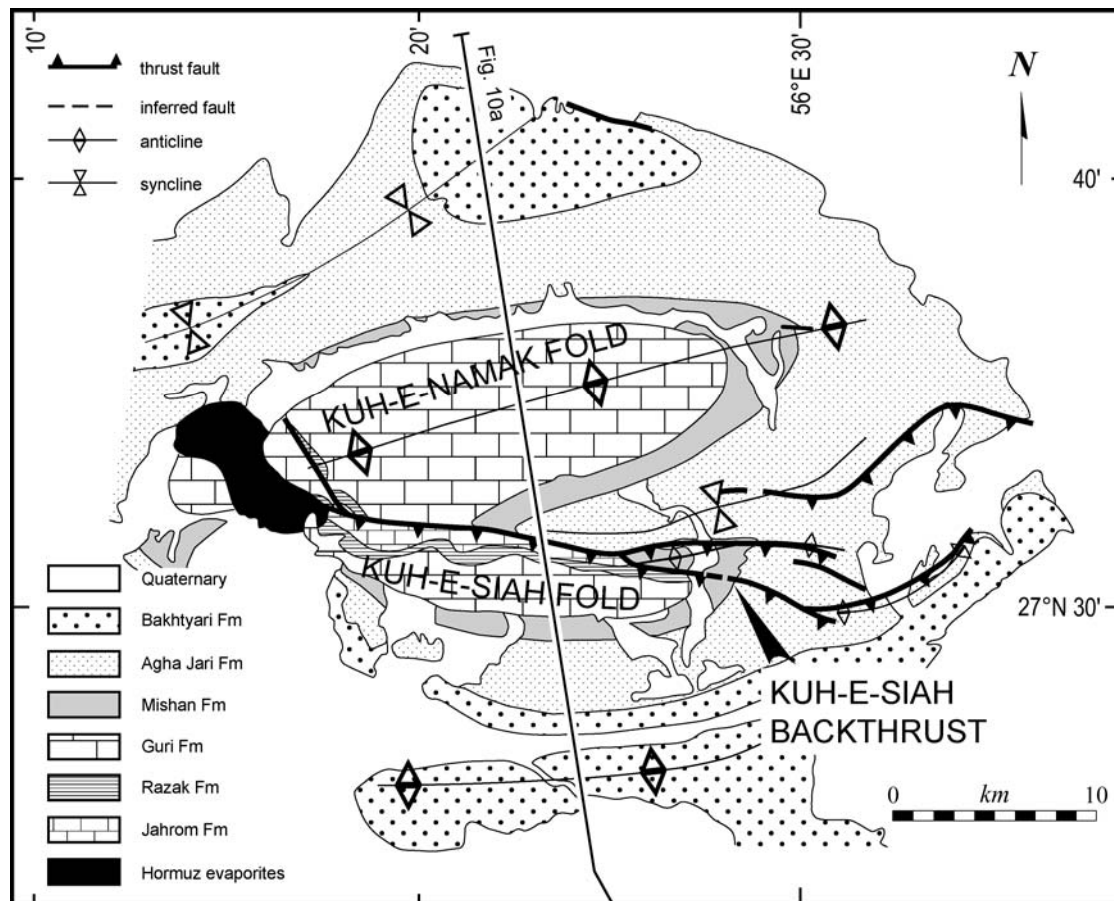 10'
20'
56°E 30'
thrust fault
inferred fault
anticline
syncline
Fig. 10a
N
40'
KUH-E-NAMAK FOLD
KUH-E-SIAH FOLD
27°N 30'
KUH-E-SIAH
BACKTHRUST
Quaternary
Bakhtyari Fm
Agha Jari Fm
Mishan Fm
Guri Fm
Razak Fm
Jahrom Fm
Hormuz evaporites
0 km 10